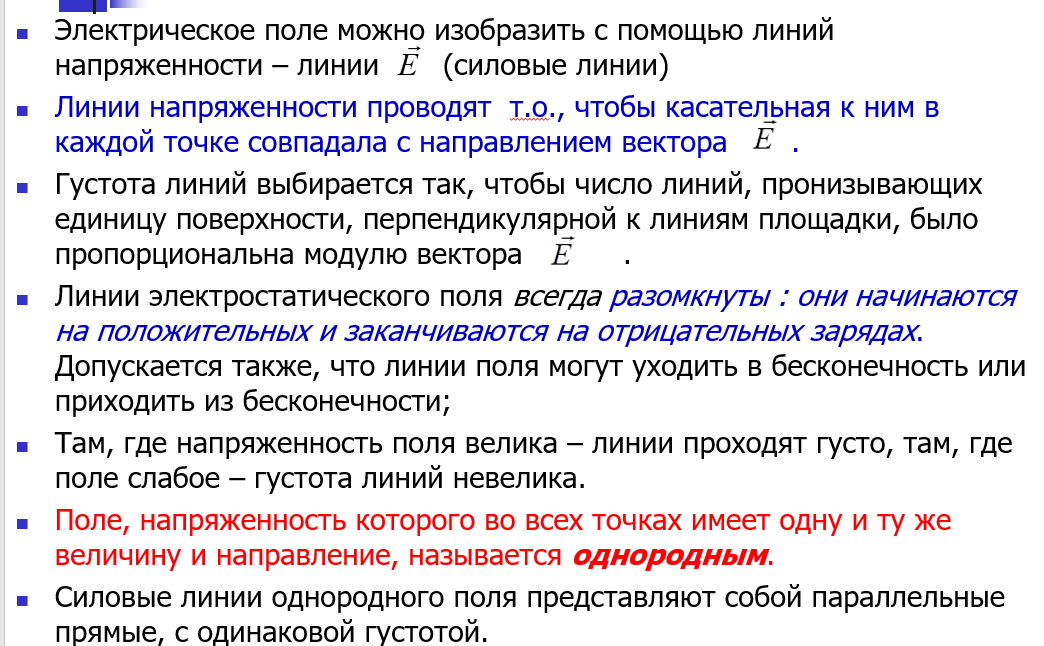 Электрическое поле можно изобразить с помощью линий
напряженности – линии E⃗ (силовые линии)
Линии напряженности проводят т.о., чтобы касательная к ним в
каждой точке совпадала с направлением вектора E⃗ .
Густота линий выбирается так, чтобы число линий, пронизывающих
единицу поверхности, перпендикулярной к линиям площадки, было
пропорциональна модулю вектора E⃗ .
Линии электростатического поля всегда разомкнуты : они начинаются
на положительных и заканчиваются на отрицательных зарядах.
Допускается также, что линии поля могут уходить в бесконечность или
приходить из бесконечности;
Там, где напряженность поля велика – линии проходят густо, там, где
поле слабое – густота линий невелика.
Поле, напряженность которого во всех точках имеет одну и ту же
величину и направление, называется однородным.
Силовые линии однородного поля представляют собой параллельные
прямые, с одинаковой густотой.